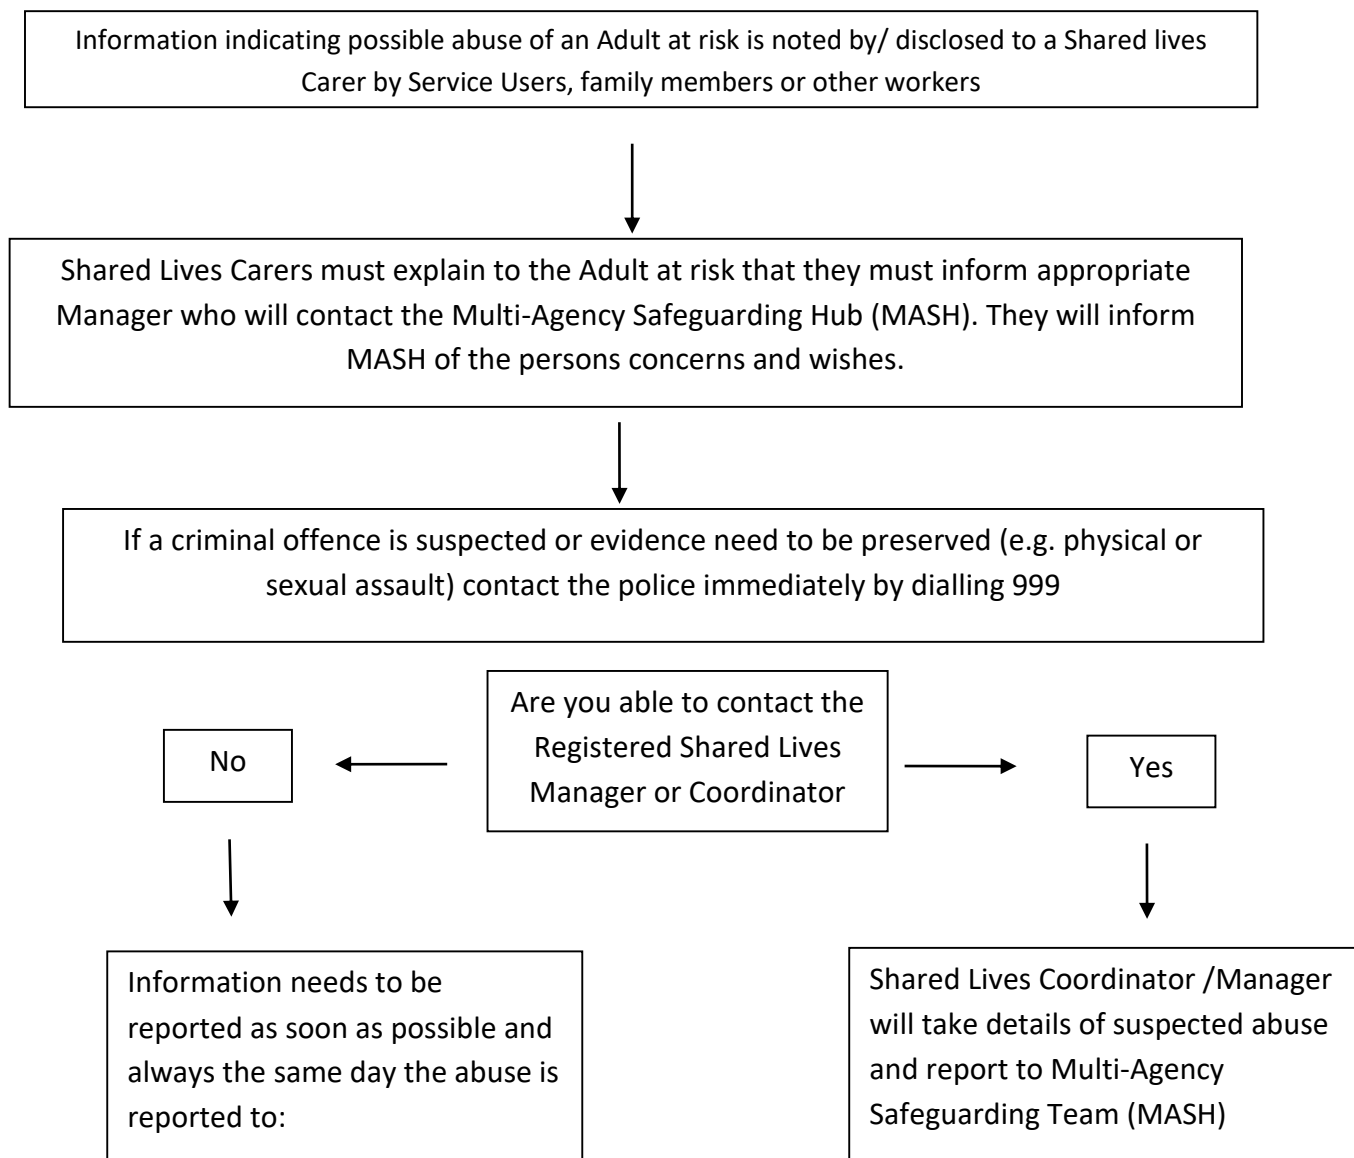 Information indicating possible abuse of an Adult at risk is noted by/ disclosed to a Shared lives
Carer by Service Users, family members or other workers
Shared Lives Carers must explain to the Adult at risk that they must inform appropriate
Manager who will contact the Multi-Agency Safeguarding Hub (MASH). They will inform
MASH of the persons concerns and wishes.
If a criminal offence is suspected or evidence need to be preserved (e.g. physical or
sexual assault) contact the police immediately by dialling 999
Are you able to contact the
Registered Shared Lives
Manager or Coordinator
No
Yes
Information needs to be
reported as soon as possible and
always the same day the abuse is
reported to:
Shared Lives Coordinator /Manager
will take details of suspected abuse
and report to Multi-Agency
Safeguarding Team (MASH)